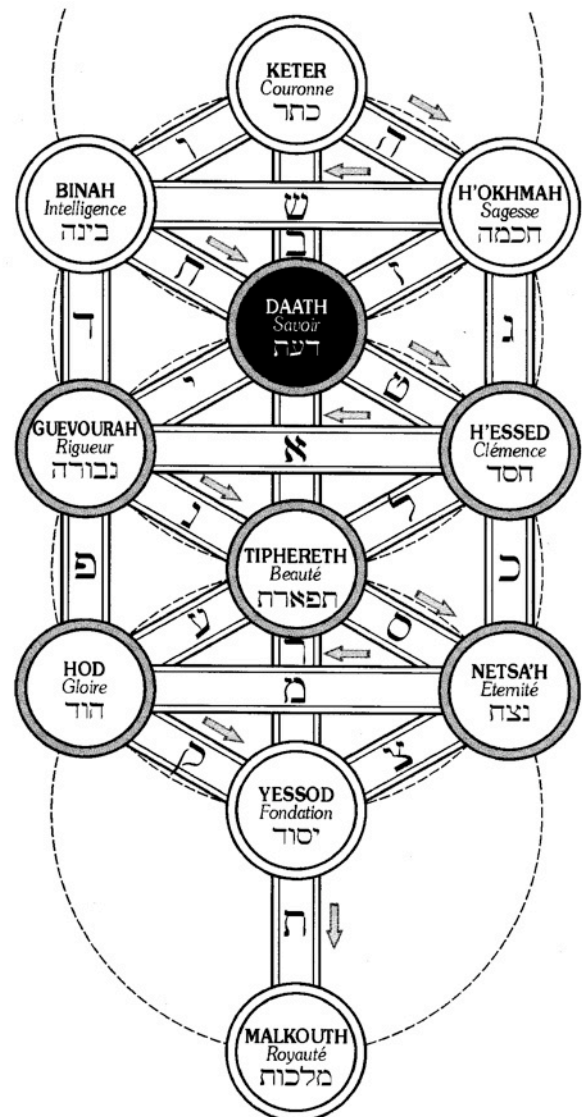 KETER
Couronne
כתר
ו
ה
BINAH
Intelligence
בינה
ש
H'OKHMAH
Sagesse
חכמה
ב
ח
ז
DAATH
Savoir
דעת
ד
ג
י
ט
GUEVOURAH
Rigueur
גבורה
א
H'ESSED
Clémence
חסד
נ
ל
TIPHERETH
Beauté
תפארת
פ
כ
ע
ס
ר
HOD
Gloire
הוד
מ
NETSA'H
Eternité
נצח
ק
צ
YESSOD
Fondation
יסוד
ת
MALKOUTH
Royauté
מלכות